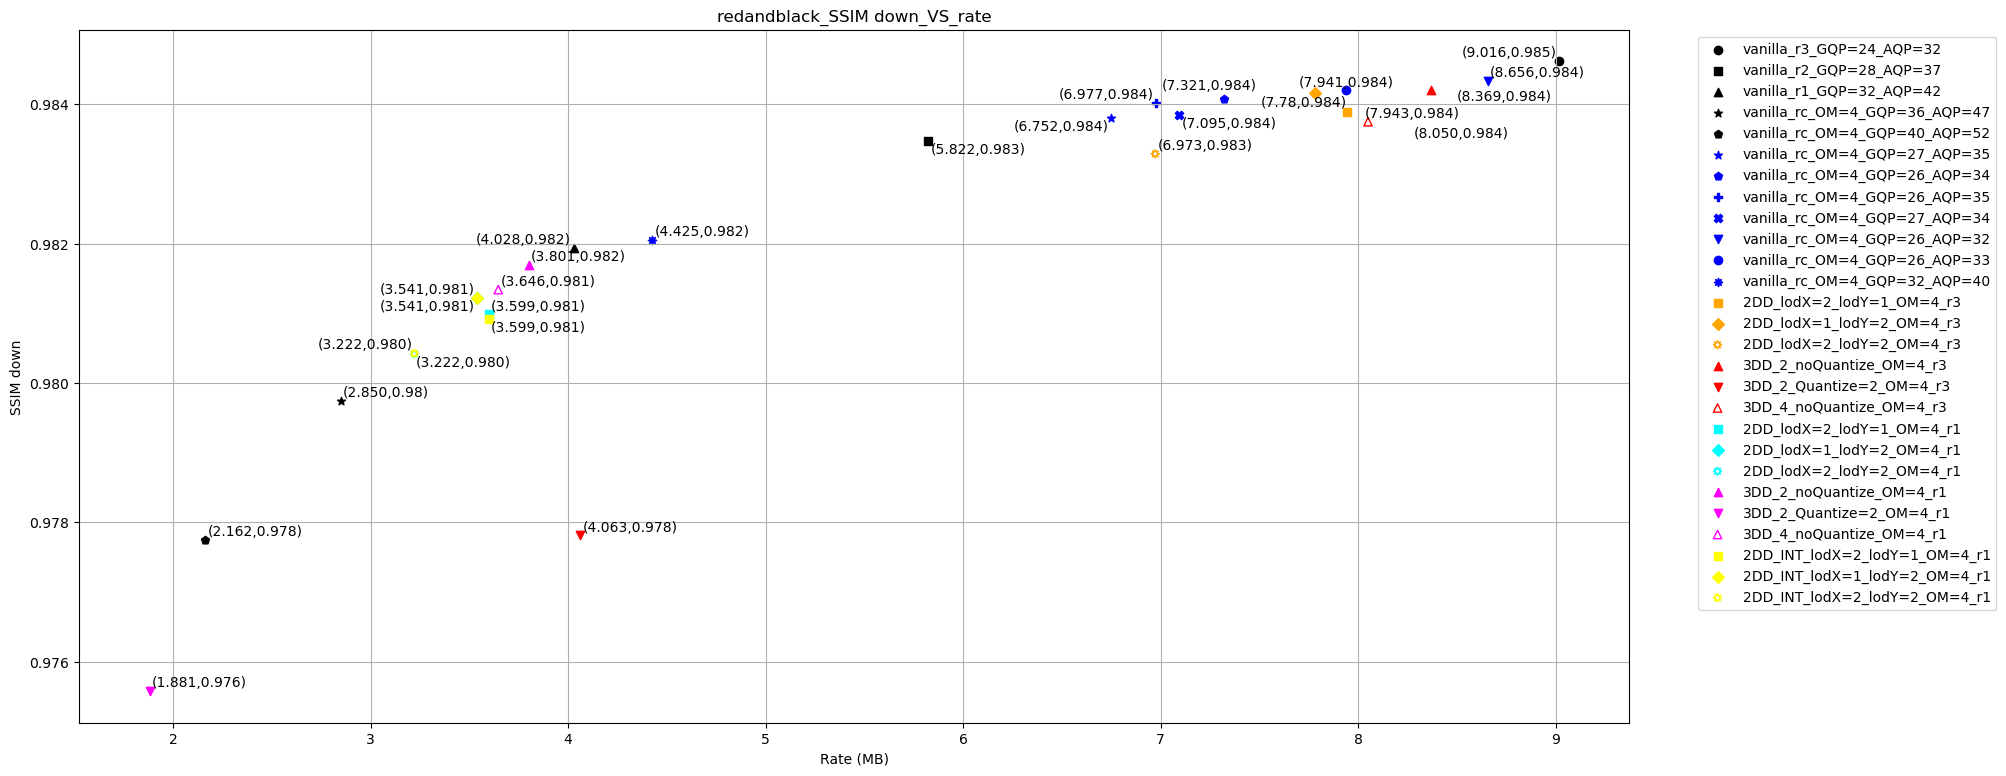 redandblack_SSIM down_VS_rate
SSIM down
0.984
0.982
0.980
0.978
0.976
(9.016,0.985)
(8.656,0.984)
(7.941,0.984)
(7.321,0.984)
(6.977,0.984)
(8.369,0.984)
(7.78,0.984)
(7.943,0.984)
(6.752,0.984)
(7.095,0.984)
(8.050,0.984)
(5.822,0.983)
(6.973,0.983)
(4.425,0.982)
(4.028,0.982)
(3.801,0.982)
(3.646,0.981)
(3.541,0.981)
(3.541,0.981)
(3.599,0.981)
(3.599,0.981)
(3.222,0.980)
(3.222,0.980)
(2.850,0.98)
(2.162,0.978)
(4.063,0.978)
(1.881,0.976)
2 3 4 5 6 7 8 9
Rate (MB)
vanilla_r3_GQP=24_AQP=32
vanilla_r2_GQP=28_AQP=37
vanilla_r1_GQP=32_AQP=42
vanilla_rc_OM=4_GQP=36_AQP=47
vanilla_rc_OM=4_GQP=40_AQP=52
vanilla_rc_OM=4_GQP=27_AQP=35
vanilla_rc_OM=4_GQP=26_AQP=34
vanilla_rc_OM=4_GQP=26_AQP=35
vanilla_rc_OM=4_GQP=27_AQP=34
vanilla_rc_OM=4_GQP=26_AQP=32
vanilla_rc_OM=4_GQP=26_AQP=33
vanilla_rc_OM=4_GQP=32_AQP=40
2DD_lodX=2_lodY=1_OM=4_r3
2DD_lodX=1_lodY=2_OM=4_r3
2DD_lodX=2_lodY=2_OM=4_r3
3DD_2_noQuantize_OM=4_r3
3DD_2_Quantize=2_OM=4_r3
3DD_4_noQuantize_OM=4_r3
2DD_lodX=2_lodY=1_OM=4_r1
2DD_lodX=1_lodY=2_OM=4_r1
2DD_lodX=2_lodY=2_OM=4_r1
3DD_2_noQuantize_OM=4_r1
3DD_2_Quantize=2_OM=4_r1
3DD_4_noQuantize_OM=4_r1
2DD_INT_lodX=2_lodY=1_OM=4_r1
2DD_INT_lodX=1_lodY=2_OM=4_r1
2DD_INT_lodX=2_lodY=2_OM=4_r1